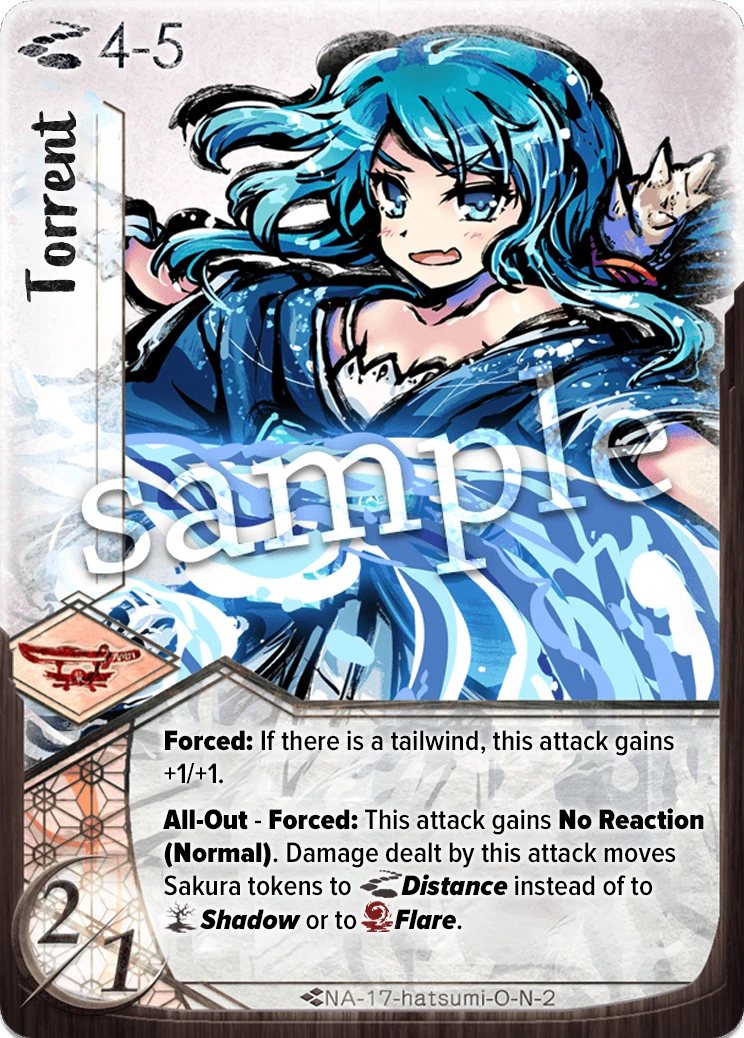 4-5
Torrent
sample
Forced: If there is a tailwind, this attack gains
+1/+1.
All-Out - Forced: This attack gains No Reaction
(Normal). Damage dealt by this attack moves
Sakura tokens to Distance instead of to
Shadow or to Flare.
2/1
NA-17-hatsumi-O-N-2